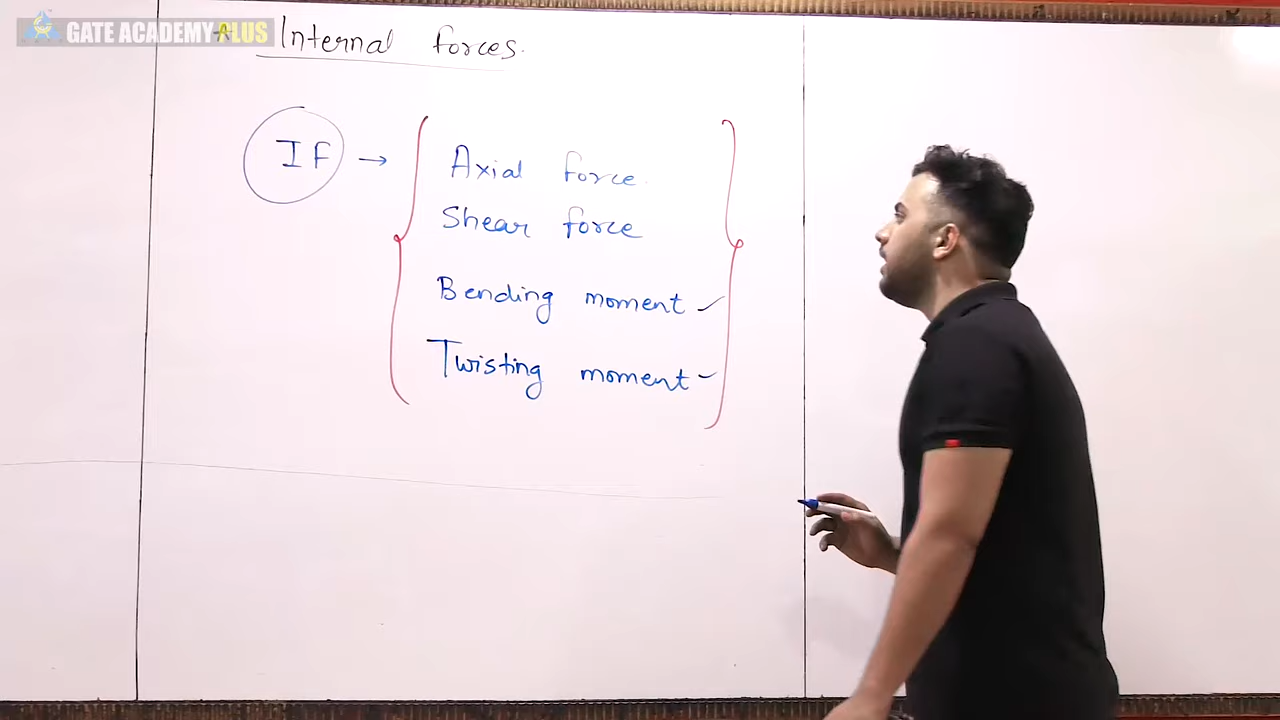 GATE ACADEMY PLUS
Internal forces.
IF →
Axial force.
Shear force
Bending moment ✓
Twisting moment -